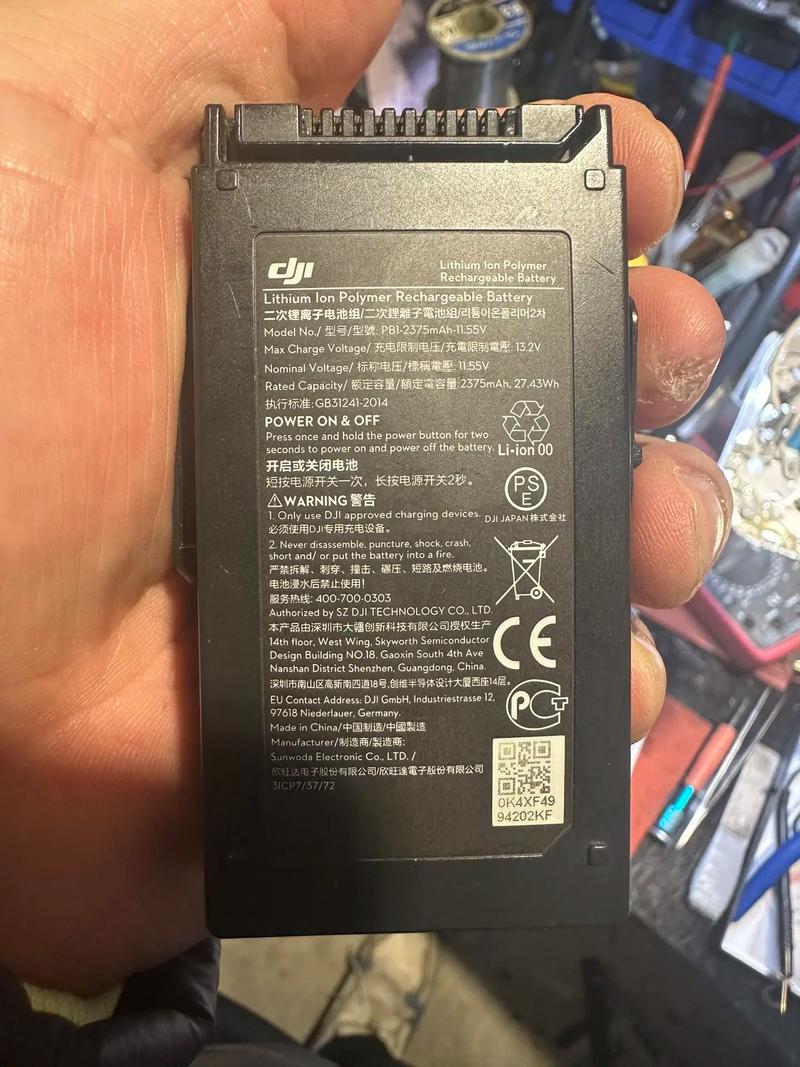 dji
Lithium Ion Polymer
Rechargeable Battery
Lithium Ion Polymer Rechargeable Battery
二次锂离子电池组/二次鋰離子電池組/리튬이온폴리머2차
Model No./ 型号/型號: PB1-2375mAh-11.55V
Max Charge Voltage/ 充电限制电压/充電限制電壓: 13.2V
Nominal Voltage/ 标称电压/標稱電壓: 11.55V
Rated Capacity/ 额定容量/額定電容量: 2375mAh, 27.43Wh
执行标准: GB31241-2014
POWER ON & OFF
Press once and hold the power button for two
seconds to power on and power off the battery.
Li-ion 00
开启或关闭电池
短按电源开关一次，长按电源开关2秒。
PS
E
DJI JAPAN 株式会社
WARNING 警告
1. Only use DJI approved charging devices.
必须使用DJI专用充电设备。
2. Never disassemble, puncture, shock, crash,
short and/ or put the battery into a fire.
严禁拆解、刺穿、撞击、碾压、短路及燃烧电池。
电池浸水后禁止使用！
服务热线: 400-700-0303
Authorized by SZ DJI TECHNOLOGY CO., LTD.
本产品由深圳市大疆创新科技有限公司授权生产
14th floor, West Wing, Skyworth Semiconductor
Design Building NO.18, Gaoxin South 4th Ave
Nanshan District Shenzhen, Guangdong, China.
深圳市南山区高新南四道18号,创维半导体设计大厦西座14层。
CE
EU Contact Address: DJI GmbH, Industriestrasse 12,
97618 Niederlauer, Germany.
Made in China/中国制造/中國製造
Manufacturer/制造商/製造商:
Sunwoda Electronic Co., LTD. /
欣旺达电子股份有限公司/欣旺達電子股份有限公司
3ICP7/37/72
PCT
0K4XF49
94202KF